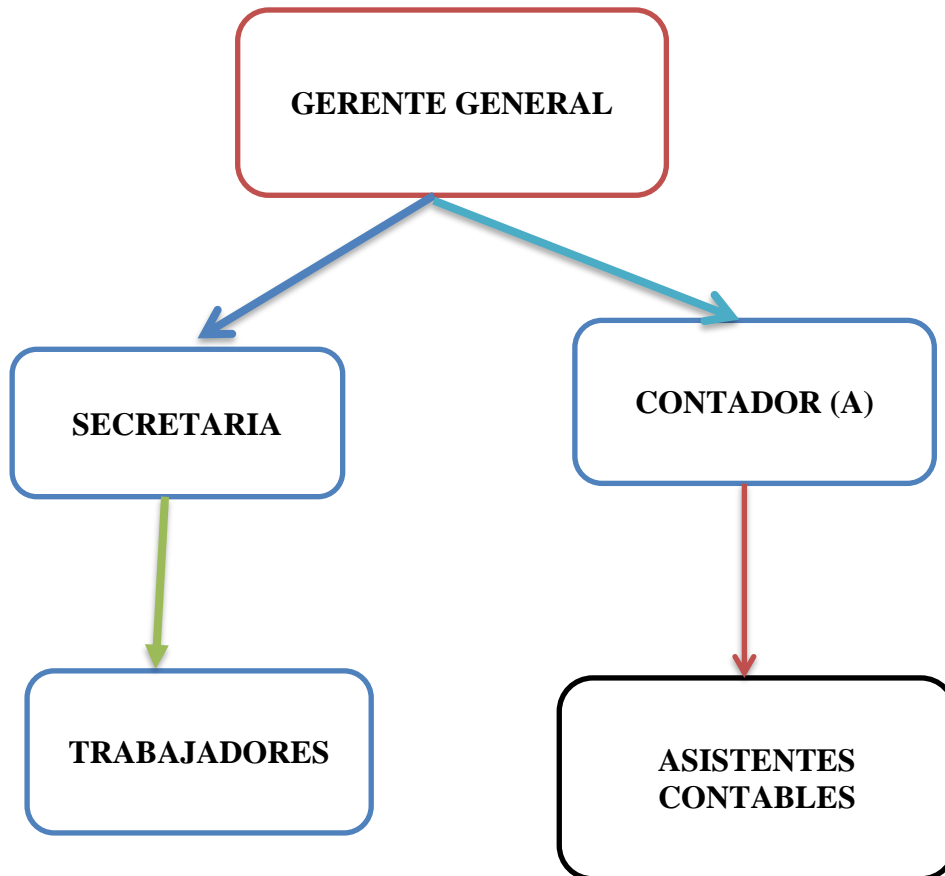 GERENTE GENERAL
SECRETARIA
CONTADOR (A)
TRABAJADORES
ASISTENTES
CONTABLES